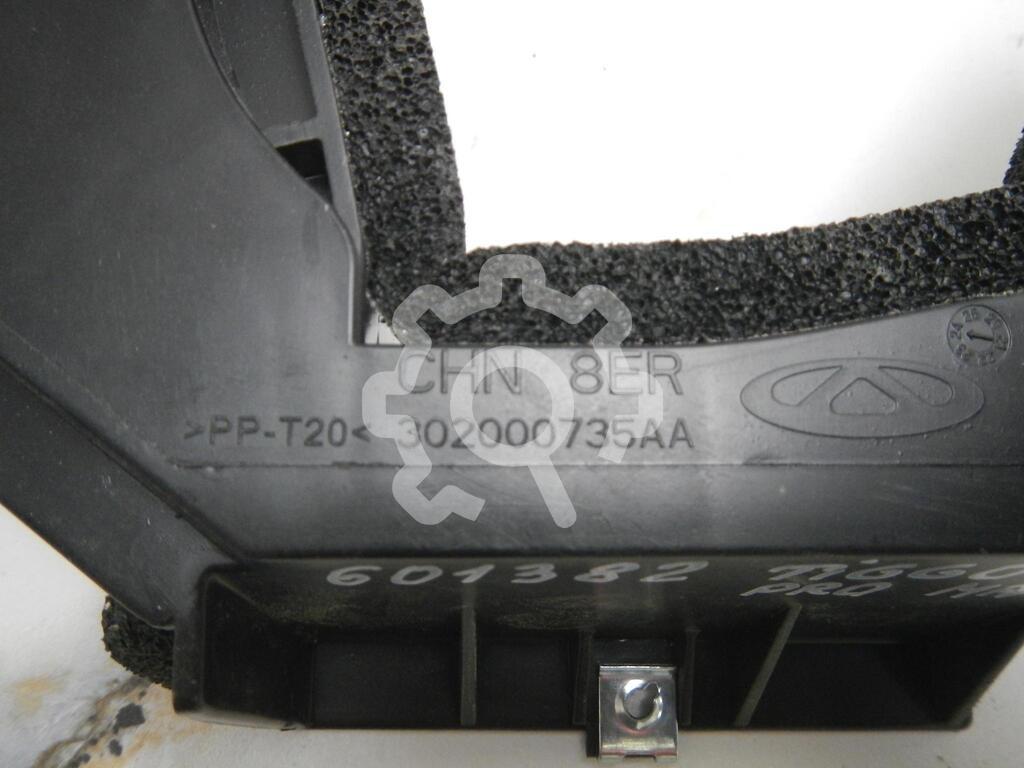 CHN 8ER
>PP-T20< 302000735AA
601382
PRO